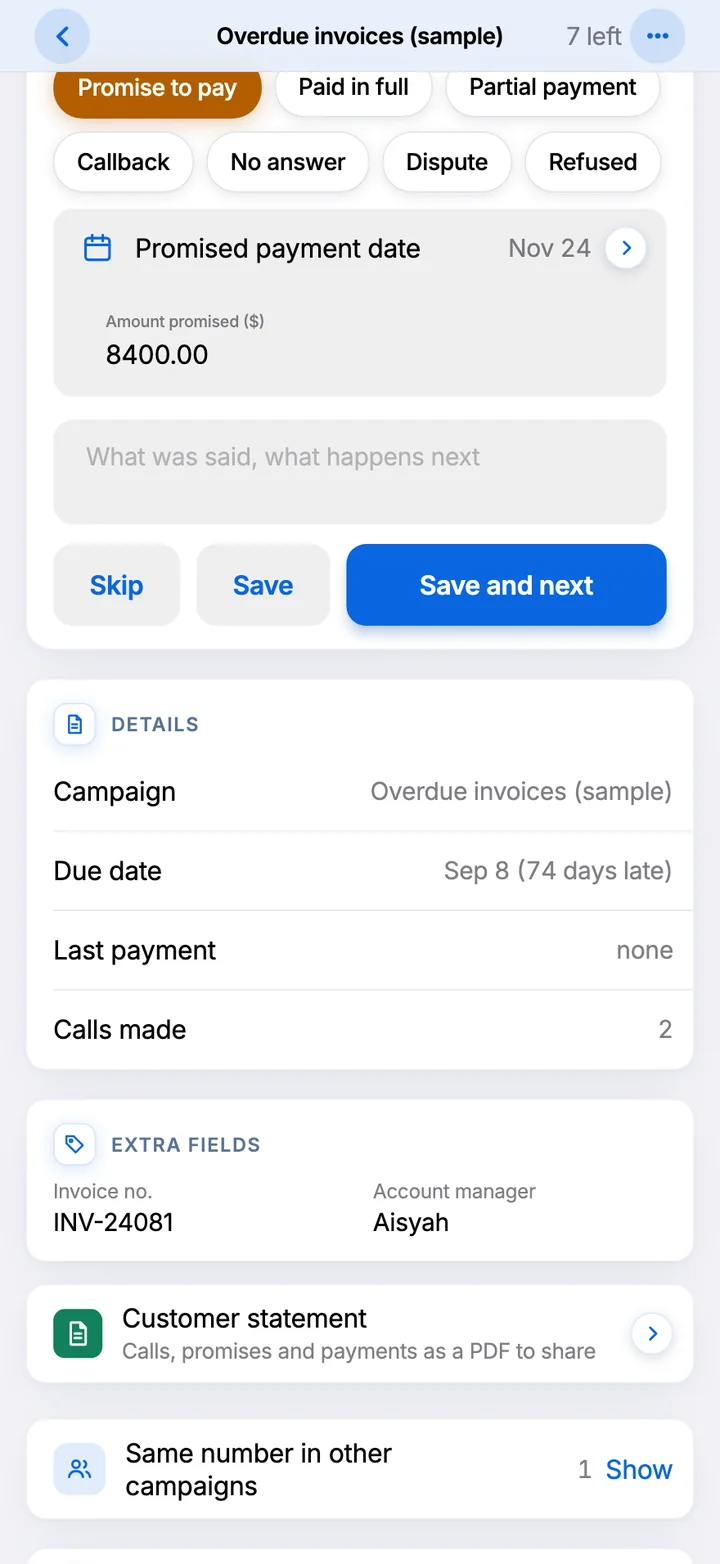 Overdue invoices (sample)
7 left
Promise to pay
Paid in full
Partial payment
Callback
No answer
Dispute
Refused
Promised payment date
Nov 24
Amount promised ($)
8400.00
What was said, what happens next
Skip
Save
Save and next
DETAILS
Campaign
Overdue invoices (sample)
Due date
Sep 8 (74 days late)
Last payment
none
Calls made
2
EXTRA FIELDS
Invoice no.
Account manager
INV-24081
Aisyah
Customer statement
Calls, promises and payments as a PDF to share
Same number in other
campaigns
1
Show